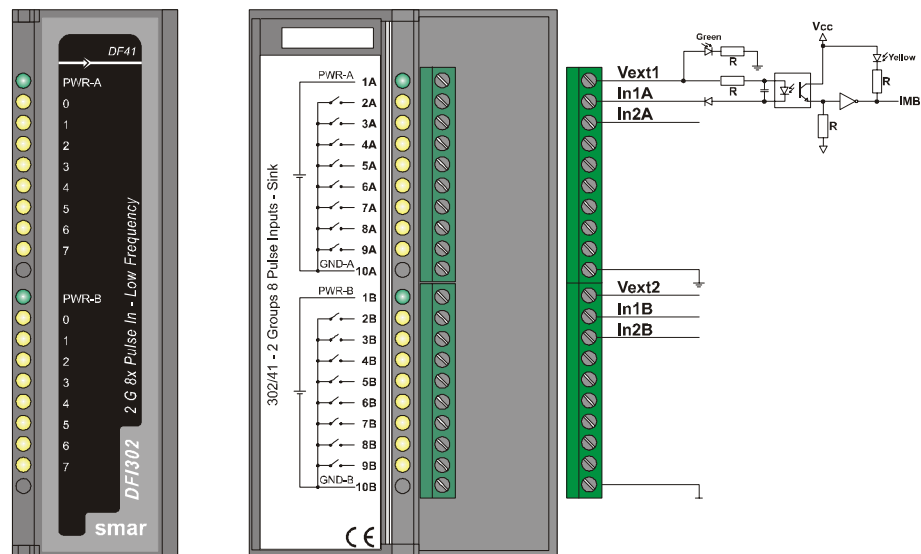 DF41
PWR-A
0
1
2
3
4
5
6
7
PWR-B
0
1
2
3
4
5
6
7
2 G 8x Pulse In - Low Frequency
DFI302
smar
302/41 - 2 Groups 8 Pulse Inputs - Sink
PWR-A 1A
2A
3A
4A
5A
6A
7A
8A
9A
GND-A 10A
PWR-B 1B
2B
3B
4B
5B
6B
7B
8B
9B
GND-B 10B
CE
Vext1
In1A
In2A
Green
R
R
Vcc
Yellow
R
IMB
R
Vext2
In1B
In2B